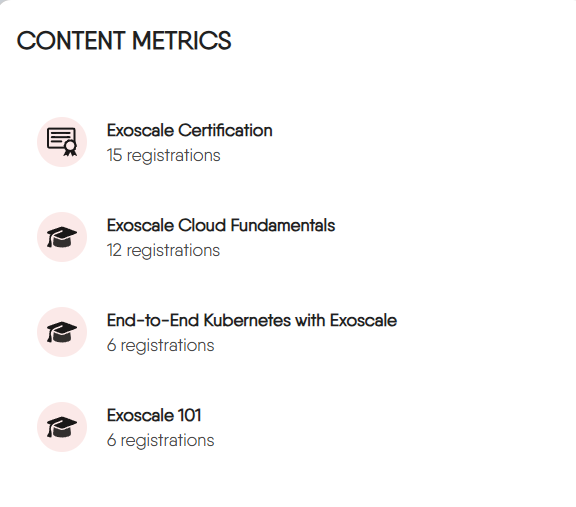 CONTENT METRICS
Exoscale Certification
15 registrations
Exoscale Cloud Fundamentals
12 registrations
End-to-End Kubernetes with Exoscale
6 registrations
Exoscale 101
6 registrations